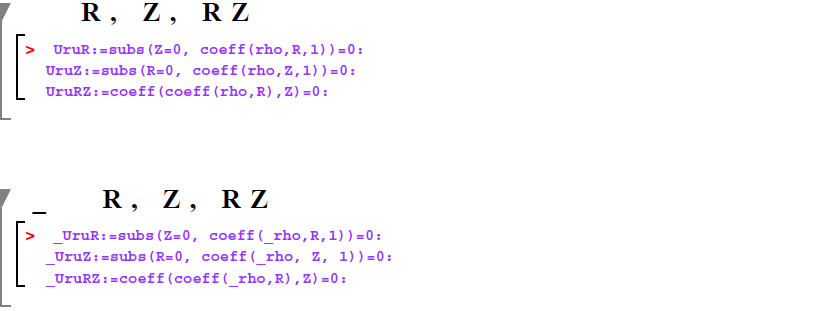 R, Z, RZ
> UruR:=subs(Z=0, coeff(rho,R,1))=0:
UruZ:=subs(R=0, coeff(rho,Z,1))=0:
UruRZ:=coeff(coeff(rho,R),Z)=0:
_ R, Z, RZ
> _UruR:=subs(Z=0, coeff(_rho,R,1))=0:
_UruZ:=subs(R=0, coeff(_rho, Z, 1))=0:
_UruRZ:=coeff(coeff(_rho,R),Z)=0: